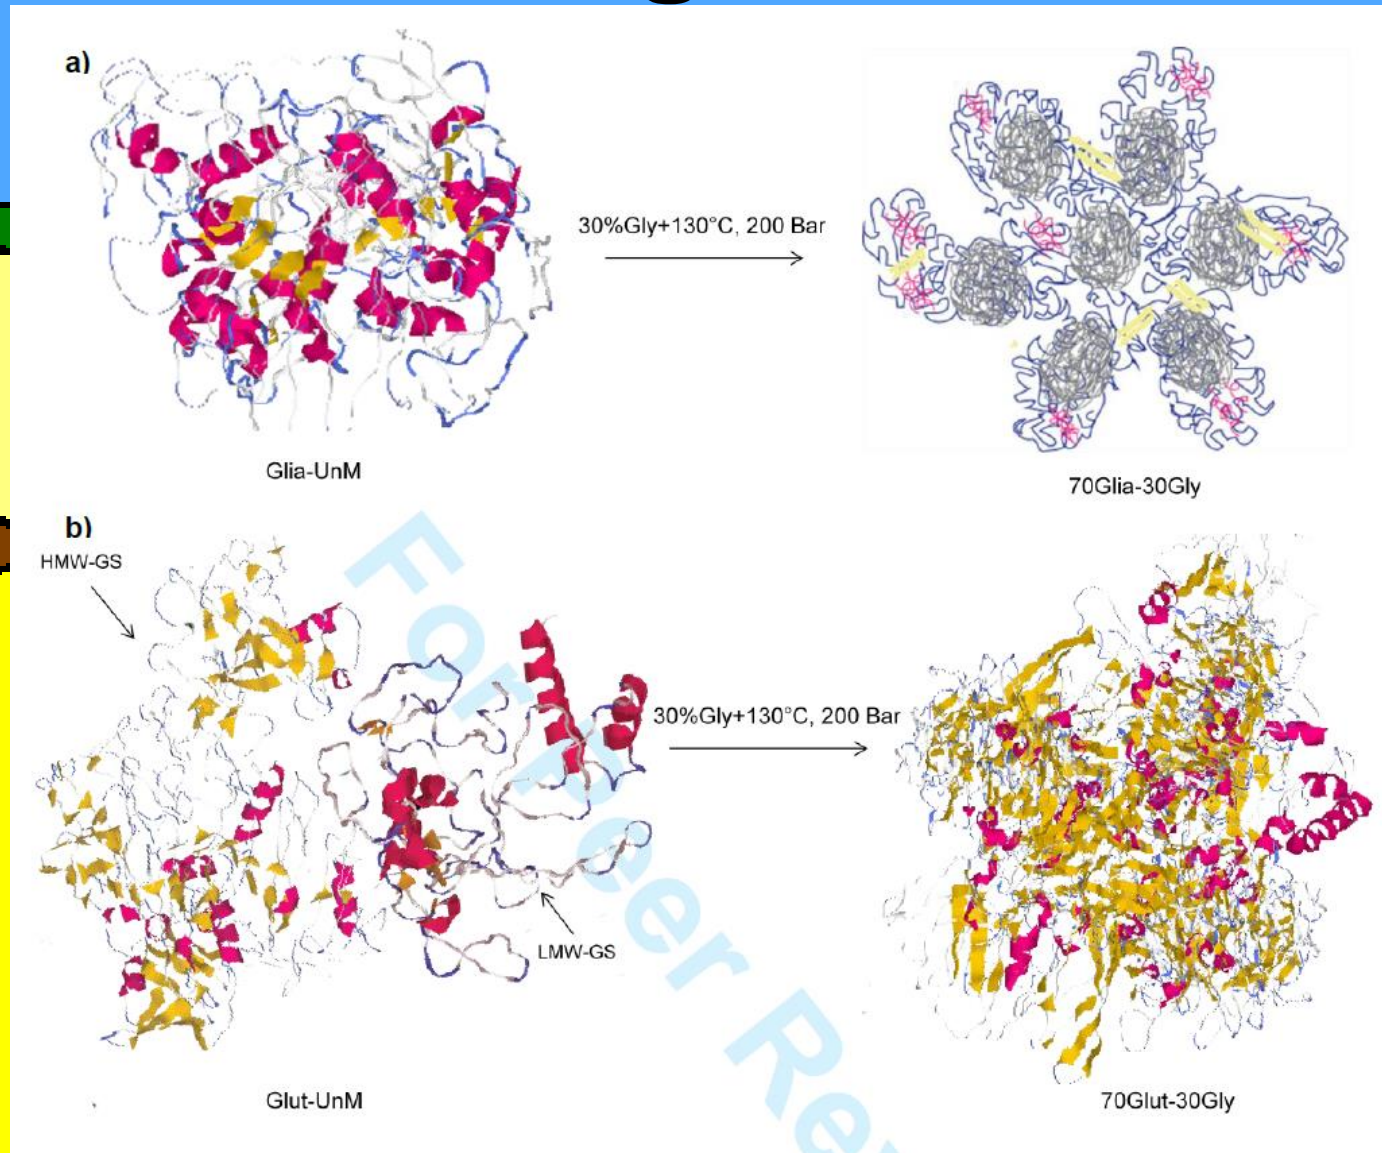 a)
30%Gly+130°C, 200 Bar
Glia-UnM
70Glia-30Gly
b)
HMW-GS
30%Gly+130°C, 200 Bar
LMW-GS
Glut-UnM
70Glut-30Gly
For Peer Re